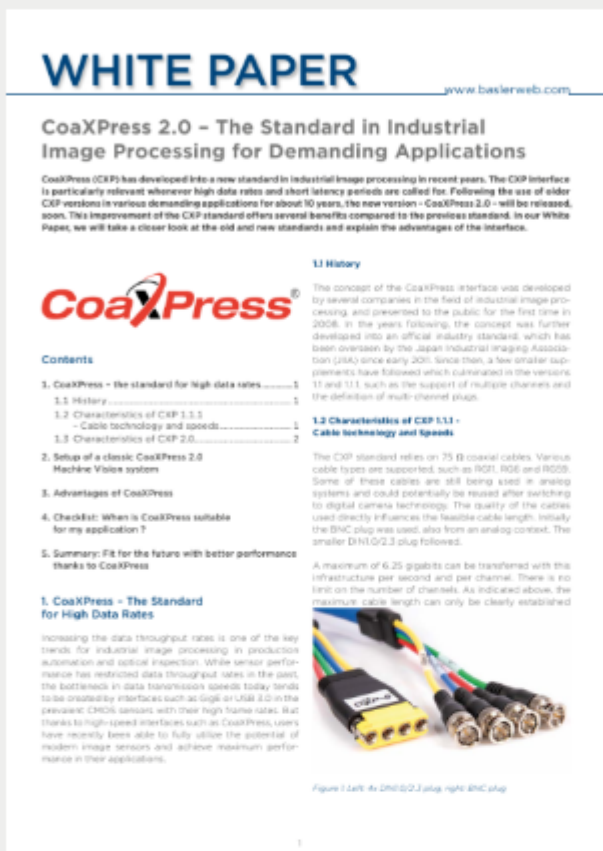 WHITE PAPER
www.baslerweb.com
CoaXPress 2.0 – The Standard in Industrial
Image Processing for Demanding Applications
CoaXPress (CXP) has developed into a new standard in industrial image processing in recent years. The CXP interface
is particularly relevant whenever high data rates and short latency periods are called for. Following the use of older
CXP versions in various demanding applications for about 10 years, the new version – CoaXPress 2.0 – will be released
soon. This improvement of the CXP standard offers several benefits compared to the previous standard. In our White
Paper, we will take a closer look at the old and new standards and explain the advantages of the interface.
CoaXPress®
Contents
1. CoaXPress – the standard for high data rates..........1
1.1 History..........1
1.2 Characteristics of CXP 1.1.1
– Cable technology and speeds..........1
1.3 Characteristics of CXP 2.0..........2
2. Setup of a classic CoaXPress 2.0
Machine Vision system
3. Advantages of CoaXPress
4. Checklist: When is CoaXPress suitable
for my application ?
5. Summary: Fit for the future with better performance
thanks to CoaXPress
1. CoaXPress – The Standard
for High Data Rates
Increasing the data throughput rates is one of the key
trends for industrial image processing in production
automation and optical inspection. While sensor perfor-
mance has restricted data throughput rates in the past,
the bottleneck in data transmission speeds today tends
to be created by interfaces such as GigE or USB 3.0 in the
prevalent CMOS sensors with their high frame rates. But
thanks to high-speed interfaces such as CoaXPress, users
have recently been able to fully utilize the potential of
modern image sensors and achieve maximum perfor-
mance in their applications.
1.1 History
The concept of the CoaXPress interface was developed
by several companies in the field of industrial image pro-
cessing, and presented to the public for the first time in
2008. In the years following, the concept was further
developed into an official industry standard, which has
been overseen by the Japan Industrial Imaging Associa-
tion (JIIA) since early 2011. Since then, a few smaller sup-
plements have followed which culminated in the versions
1.1 and 1.1.1, such as the support of multiple channels and
the definition of multi-channel plugs.
1.2 Characteristics of CXP 1.1.1 -
Cable technology and Speeds
The CXP standard relies on 75 Ω coaxial cables. Various
cable types are supported, such as RG11, RG6 and RG59.
Some of these cables are still being used in analog
systems and could potentially be reused after switching
to digital camera technology. The quality of the cables
used directly influences the feasible cable length. Initially
the BNC plug was used, also from an analog context. The
smaller DIN1.0/2.3 plug followed.
A maximum of 6.25 gigabits can be transferred with this
infrastructure per second and per channel. There is no
limit on the number of channels. As indicated above, the
maximum cable length can only be clearly established
Figure 1 Left: 4x DIN1.0/2.3 plug, right: BNC plug
1